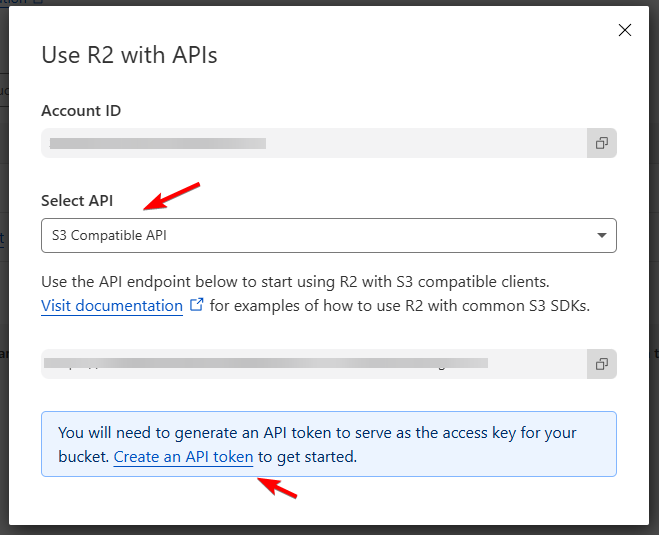 Use R2 with APIs
Account ID
Select API
S3 Compatible API
Use the API endpoint below to start using R2 with S3 compatible clients.
Visit documentation for examples of how to use R2 with common S3 SDKs.
You will need to generate an API token to serve as the access key for your
bucket. Create an API token to get started.